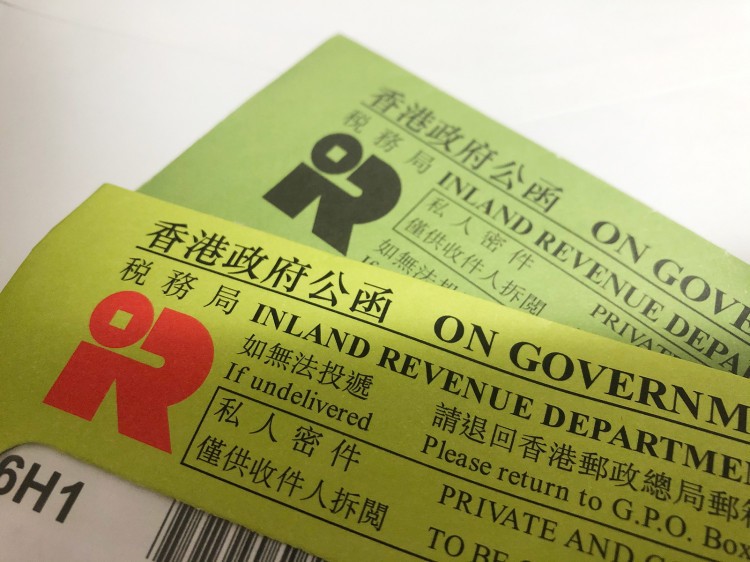 香港政府公函 ON GOVE
稅務局 INLAND REVENUE DEPA
私人密件
僅供收件人拆閱
PRIVATE
如無法投
香港政府公函 ON GOVERNM
稅務局 INLAND REVENUE DEPARTME
如無法投遞 請退回香港郵政總局郵
If undelivered Please return to G.P.O. Box
私人密件 PRIVATE AND
僅供收件人拆閱 TO BE
6H1